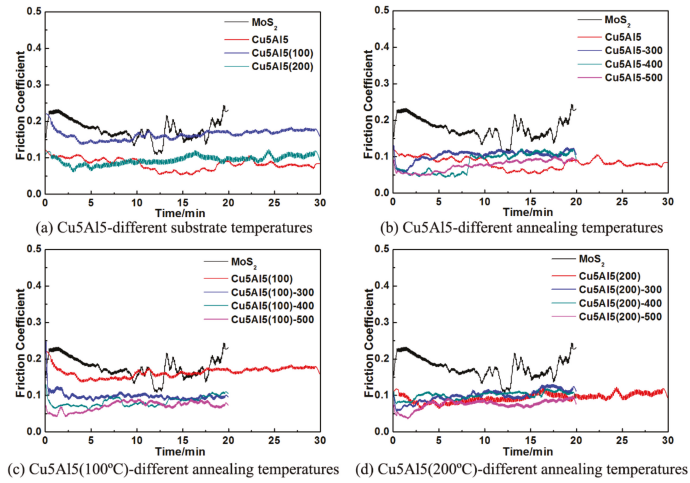 0.5
0.4
0.3
0.2
0.1
0.0
Friction Coefficient
MoS2
Cu5Al5
Cu5Al5(100)
Cu5Al5(200)
0 5 10 15 20 25 30
Time/min
(a) Cu5Al5-different substrate temperatures
0.5
0.4
0.3
0.2
0.1
0.0
Friction Coefficient
MoS2
Cu5Al5
Cu5Al5-300
Cu5Al5-400
Cu5Al5-500
0 5 10 15 20 25 30
Time/min
(b) Cu5Al5-different annealing temperatures
0.5
0.4
0.3
0.2
0.1
0.0
Friction Coefficient
MoS2
Cu5Al5(100)
Cu5Al5(100)-300
Cu5Al5(100)-400
Cu5Al5(100)-500
0 5 10 15 20 25 30
Time/min
(c) Cu5Al5(100ºC)-different annealing temperatures
0.5
0.4
0.3
0.2
0.1
0.0
Friction Coefficient
MoS2
Cu5Al5(200)
Cu5Al5(200)-300
Cu5Al5(200)-400
Cu5Al5(200)-500
0 5 10 15 20 25 30
Time/min
(d) Cu5Al5(200ºC)-different annealing temperatures